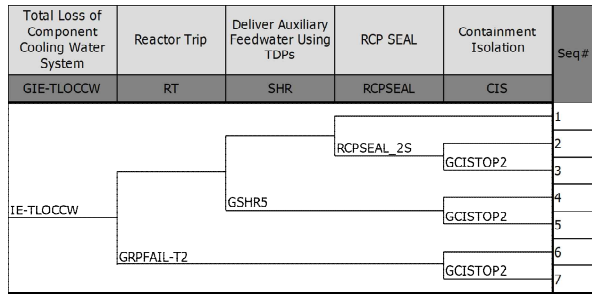 Total Loss of
Component
Cooling Water
System
Reactor Trip
Deliver Auxiliary
Feedwater Using
TDPs
RCP SEAL
Containment
Isolation
Seq#
GIE-TLOCCW
RT
SHR
RCPSEAL
CIS
1
RCPSEAL_2S
2
GCISTOP2
3
GSHR5
4
GCISTOP2
5
IE-TLOCCW
GRPFAIL-T2
6
GCISTOP2
7